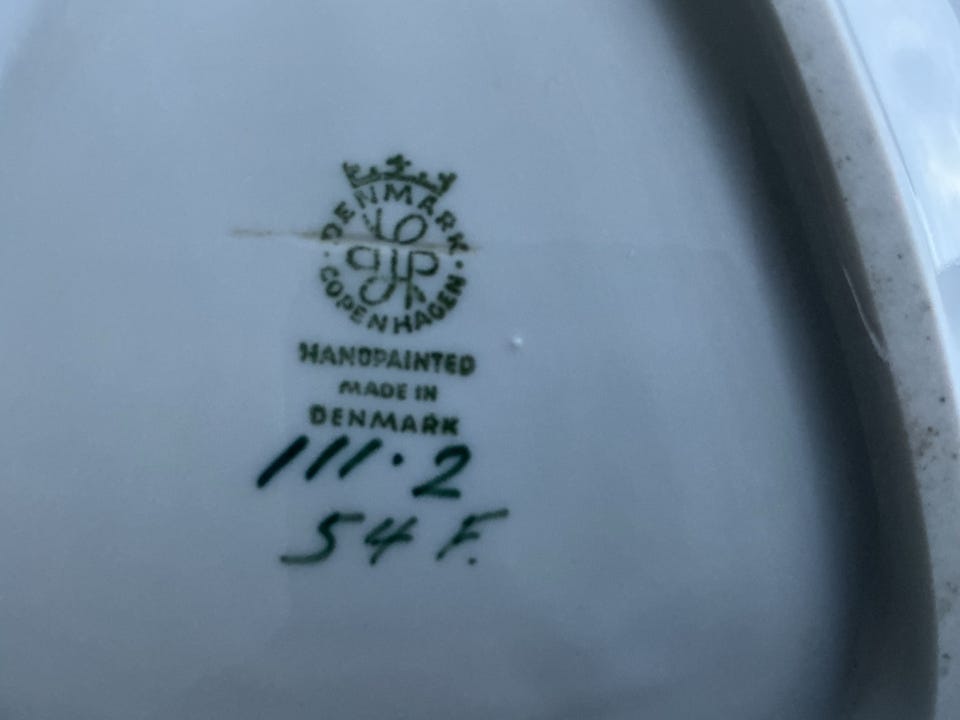 DENMARK
COPENHAGEN
HANDPAINTED
MADE IN
DENMARK
111·2
54 F.